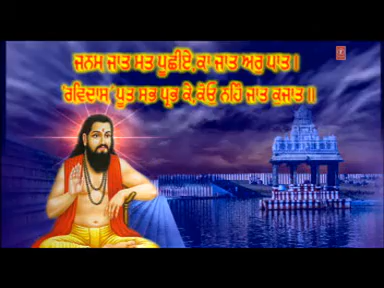 ਜਨਮ ਜਾਤ ਮਤ ਪੂਛੀਏ, ਕਾ ਜਾਤ ਅਰੁ ਪਾਤ ।
'ਰਵਿਦਾਸ' ਪੂਤ ਸਭ ਪ੍ਰਭ ਕੇ, ਕੋਓ ਨਹਿੰ ਜਾਤ ਕੁਜਾਤ ॥